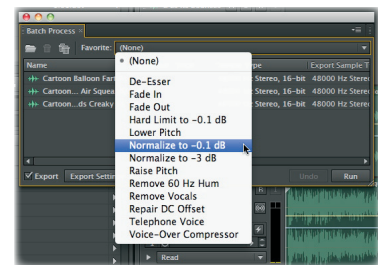 Batch Process ×
Favorite: (None)
• (None)
Name Type Export Sample T
De-Esser
Cartoon Balloon Far Stereo, 16-bit 48000 Hz Stere
Fade In
Cartoon... Air Squea Stereo, 16-bit 48000 Hz Stere
Fade Out
Cartoon...ds Creaky Stereo, 16-bit 48000 Hz Stere
Hard Limit to -0.1 dB
Lower Pitch
Normalize to -0.1 dB
Normalize to -3 dB
Raise Pitch
Export Export Settin Undo Run
Remove 60 Hz Hum
Remove Vocals
R I
Repair DC Offset
Telephone Voice
Voice-Over Compressor
Read